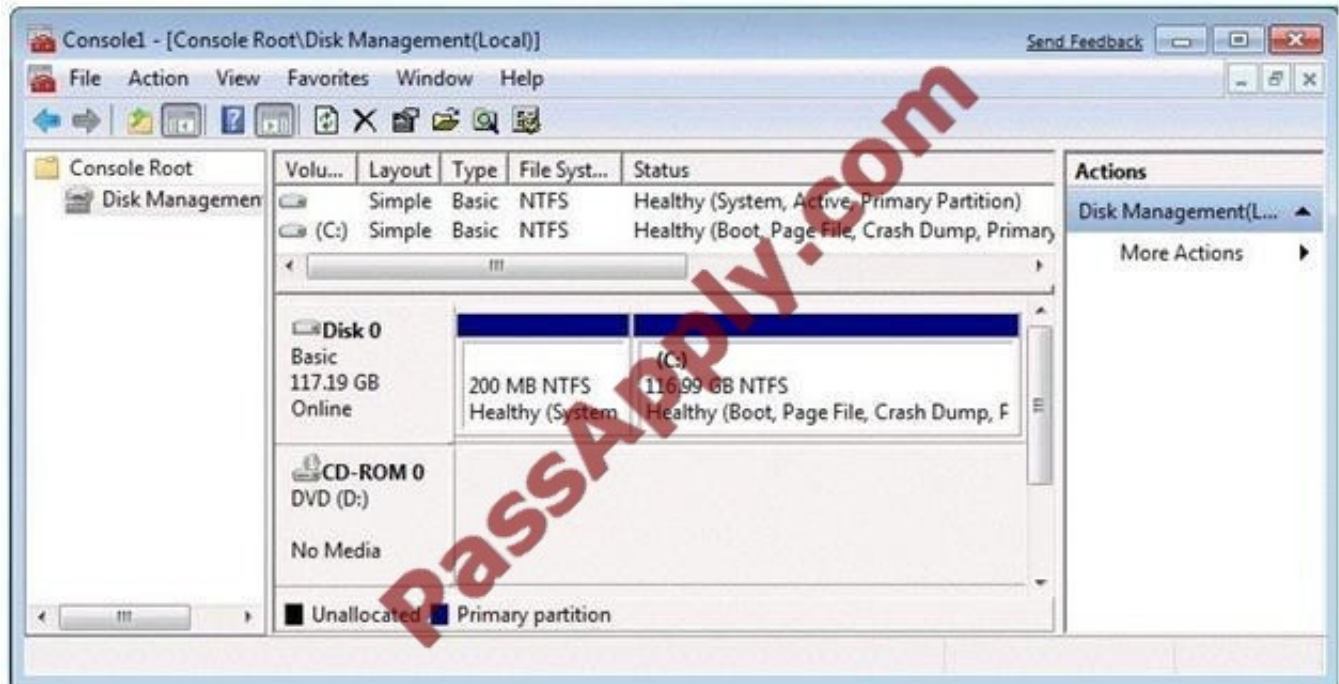 Console1 - [Console Root\Disk Management(Local)]
Send Feedback
File Action View Favorites Window Help
Console Root
Disk Managemen
Volu... Layout Type File Syst... Status
Simple Basic NTFS Healthy (System, Active, Primary Partition)
(C:) Simple Basic NTFS Healthy (Boot, Page File, Crash Dump, Primary
Disk 0
Basic
117.19 GB
Online
200 MB NTFS
Healthy (System
(C:)
116.99 GB NTFS
Healthy (Boot, Page File, Crash Dump, P
CD-ROM 0
DVD (D:)
No Media
Unallocated Primary partition
Actions
Disk Management(L...
More Actions
PassApply.com